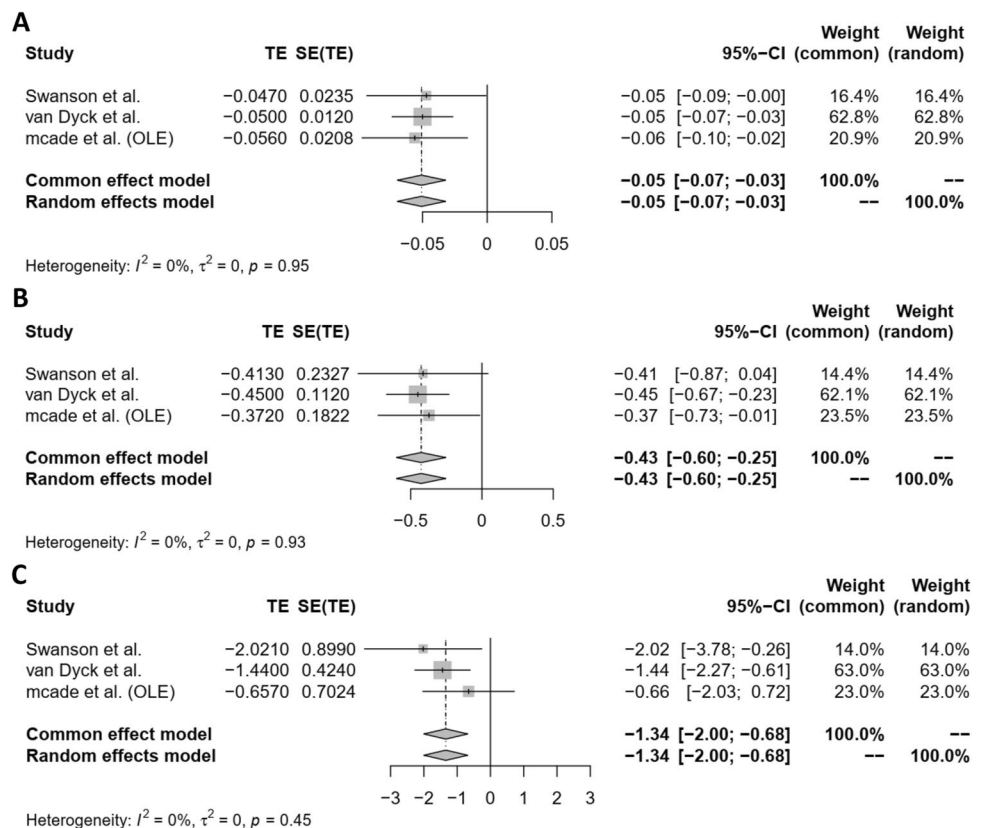 A
Weight Weight
Study TE SE(TE) 95%−CI (common) (random)
Swanson et al. −0.0470 0.0235 −0.05 [−0.09; −0.00] 16.4% 16.4%
van Dyck et al. −0.0500 0.0120 −0.05 [−0.07; −0.03] 62.8% 62.8%
mcade et al. (OLE) −0.0560 0.0208 −0.06 [−0.10; −0.02] 20.9% 20.9%
Common effect model −0.05 [−0.07; −0.03] 100.0% −−
Random effects model −0.05 [−0.07; −0.03] −− 100.0%
−0.05 0 0.05
Heterogeneity: I² = 0%, τ² = 0, p = 0.95
B
Weight Weight
Study TE SE(TE) 95%−CI (common) (random)
Swanson et al. −0.4130 0.2327 −0.41 [−0.87; 0.04] 14.4% 14.4%
van Dyck et al. −0.4500 0.1120 −0.45 [−0.67; −0.23] 62.1% 62.1%
mcade et al. (OLE) −0.3720 0.1822 −0.37 [−0.73; −0.01] 23.5% 23.5%
Common effect model −0.43 [−0.60; −0.25] 100.0% −−
Random effects model −0.43 [−0.60; −0.25] −− 100.0%
−0.5 0 0.5
Heterogeneity: I² = 0%, τ² = 0, p = 0.93
C
Weight Weight
Study TE SE(TE) 95%−CI (common) (random)
Swanson et al. −2.0210 0.8990 −2.02 [−3.78; −0.26] 14.0% 14.0%
van Dyck et al. −1.4400 0.4240 −1.44 [−2.27; −0.61] 63.0% 63.0%
mcade et al. (OLE) −0.6570 0.7024 −0.66 [−2.03; 0.72] 23.0% 23.0%
Common effect model −1.34 [−2.00; −0.68] 100.0% −−
Random effects model −1.34 [−2.00; −0.68] −− 100.0%
−3 −2 −1 0 1 2 3
Heterogeneity: I² = 0%, τ² = 0, p = 0.45